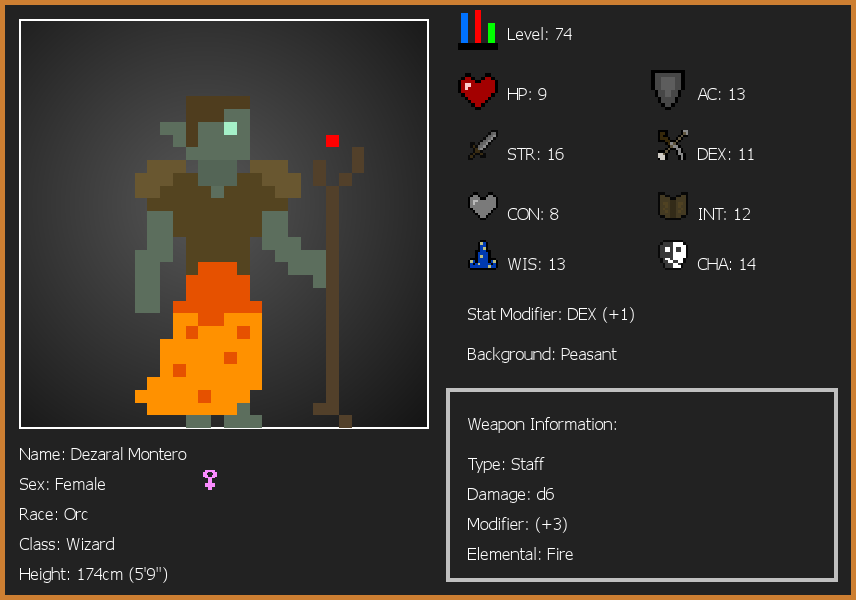 Level: 74
HP: 9
AC: 13
STR: 16
DEX: 11
CON: 8
INT: 12
WIS: 13
CHA: 14
Stat Modifier: DEX (+1)
Background: Peasant
Name: Dezaral Montero
Sex: Female
Race: Orc
Class: Wizard
Height: 174cm (5'9")
Weapon Information:
Type: Staff
Damage: d6
Modifier: (+3)
Elemental: Fire